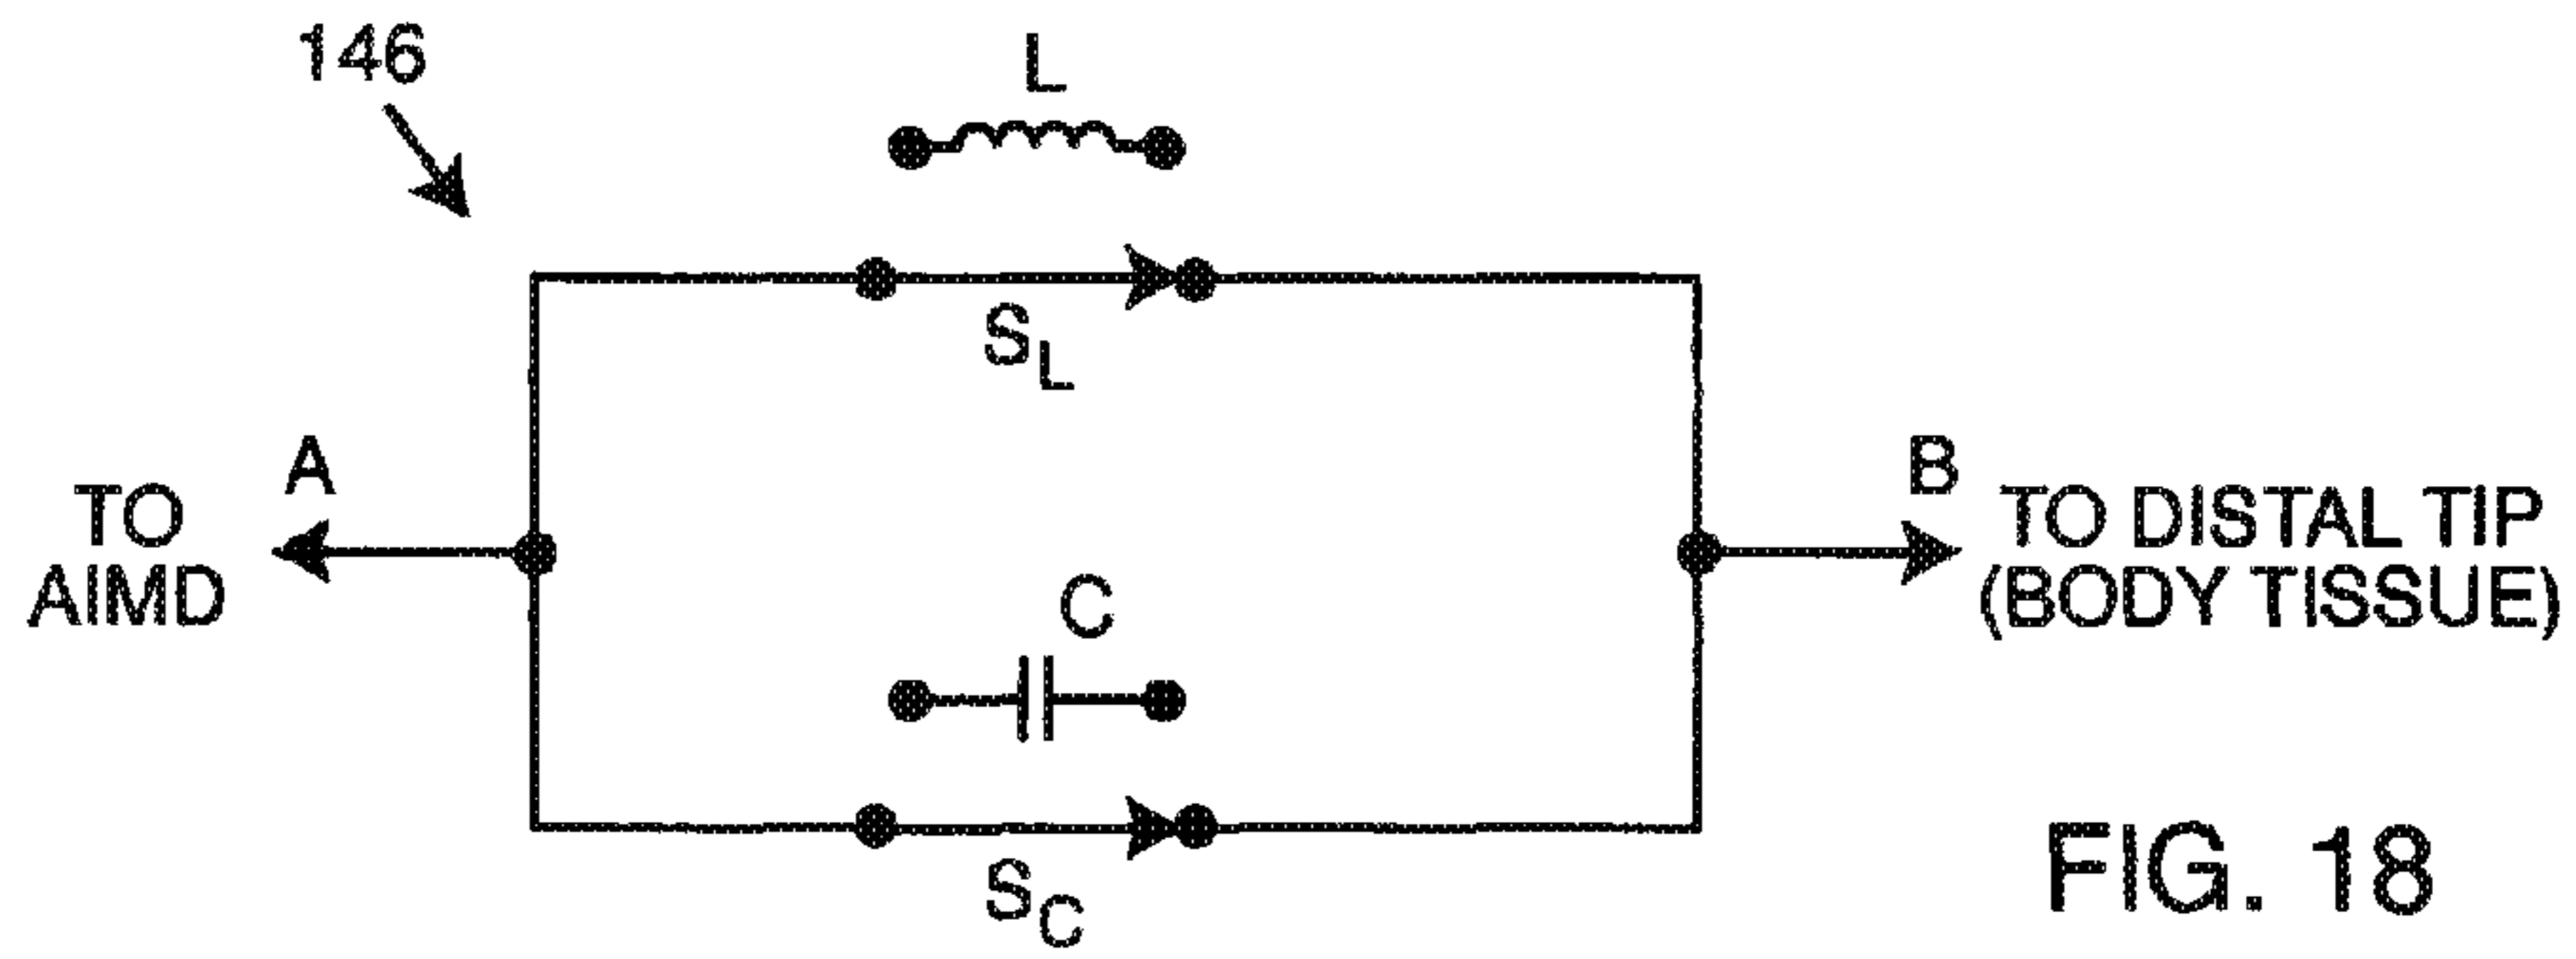 146
L
S_L
A
TO
AIMD
B
TO DISTAL TIP
(BODY TISSUE)
C
S_C
FIG. 18